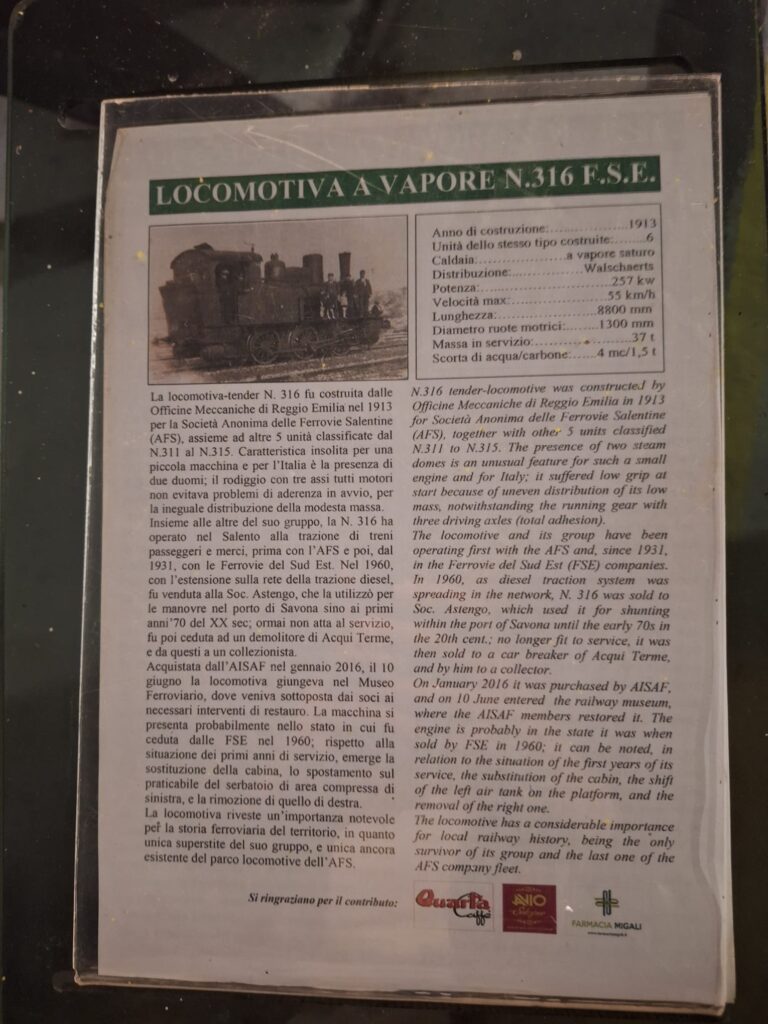 LOCOMOTIVA A VAPORE N.316 F.S.E.
Anno di costruzione:....................1913
Unità dello stesso tipo costruite:........6
Caldaia:.....................a vapore saturo
Distribuzione:...................Walschaerts
Potenza:..............................257 kw
Velocità max:........................55 km/h
Lunghezza:...........................8800 mm
Diametro ruote motrici:........1300 mm
Massa in servizio:......................37 t
Scorta di acqua/carbone:......4 mc/1,5 t
La locomotiva-tender N. 316 fu costruita dalle
Officine Meccaniche di Reggio Emilia nel 1913
per la Società Anonima delle Ferrovie Salentine
(AFS), assieme ad altre 5 unità classificate dal
N.311 al N.315. Caratteristica insolita per una
piccola macchina e per l'Italia è la presenza di
due duomi; il rodiggio con tre assi tutti motori
non evitava problemi di aderenza in avvio, per
la ineguale distribuzione della modesta massa.
Insieme alle altre del suo gruppo, la N. 316 ha
operato nel Salento alla trazione di treni
passeggeri e merci, prima con l'AFS e poi, dal
1931, con le Ferrovie del Sud Est. Nel 1960,
con l'estensione sulla rete della trazione diesel,
fu venduta alla Soc. Astengo, che la utilizzò per
le manovre nel porto di Savona sino ai primi
anni'70 del XX sec; ormai non atta al servizio,
fu poi ceduta ad un demolitore di Acqui Terme,
e da questi a un collezionista.
Acquistata dall'AISAF nel gennaio 2016, il 10
giugno la locomotiva giungeva nel Museo
Ferroviario, dove veniva sottoposta dai soci ai
necessari interventi di restauro. La macchina si
presenta probabilmente nello stato in cui fu
ceduta dalle FSE nel 1960; rispetto alla
situazione dei primi anni di servizio, emerge la
sostituzione della cabina, lo spostamento sul
praticabile del serbatoio di area compressa di
sinistra, e la rimozione di quello di destra.
La locomotiva riveste un'importanza notevole
per la storia ferroviaria del territorio, in quanto
unica superstite del suo gruppo, e unica ancora
esistente del parco locomotive dell'AFS.
N.316 tender-locomotive was constructed by
Officine Meccaniche di Reggio Emilia in 1913
for Società Anonima delle Ferrovie Salentine
(AFS), together with other 5 units classified
N.311 to N.315. The presence of two steam
domes is an unusual feature for such a small
engine and for Italy; it suffered low grip at
start because of uneven distribution of its low
mass, notwithstanding the running gear with
three driving axles (total adhesion).
The locomotive and its group have been
operating first with the AFS and, since 1931,
in the Ferrovie del Sud Est (FSE) companies.
In 1960, as diesel traction system was
spreading in the network, N. 316 was sold to
Soc. Astengo, which used it for shunting
within the port of Savona until the early 70s in
the 20th cent.; no longer fit to service, it was
then sold to a car breaker of Acqui Terme,
and by him to a collector.
On January 2016 it was purchased by AISAF,
and on 10 June entered the railway museum,
where the AISAF members restored it. The
engine is probably in the state it was when
sold by FSE in 1960; it can be noted, in
relation to the situation of the first years of its
service, the substitution of the cabin, the shift
of the left air tank on the platform, and the
removal of the right one.
The locomotive has a considerable importance
for local railway history, being the only
survivor of its group and the last one of the
AFS company fleet.
Si ringraziano per il contributo:
Quarta
Caffè
FARMACIA MIGALI